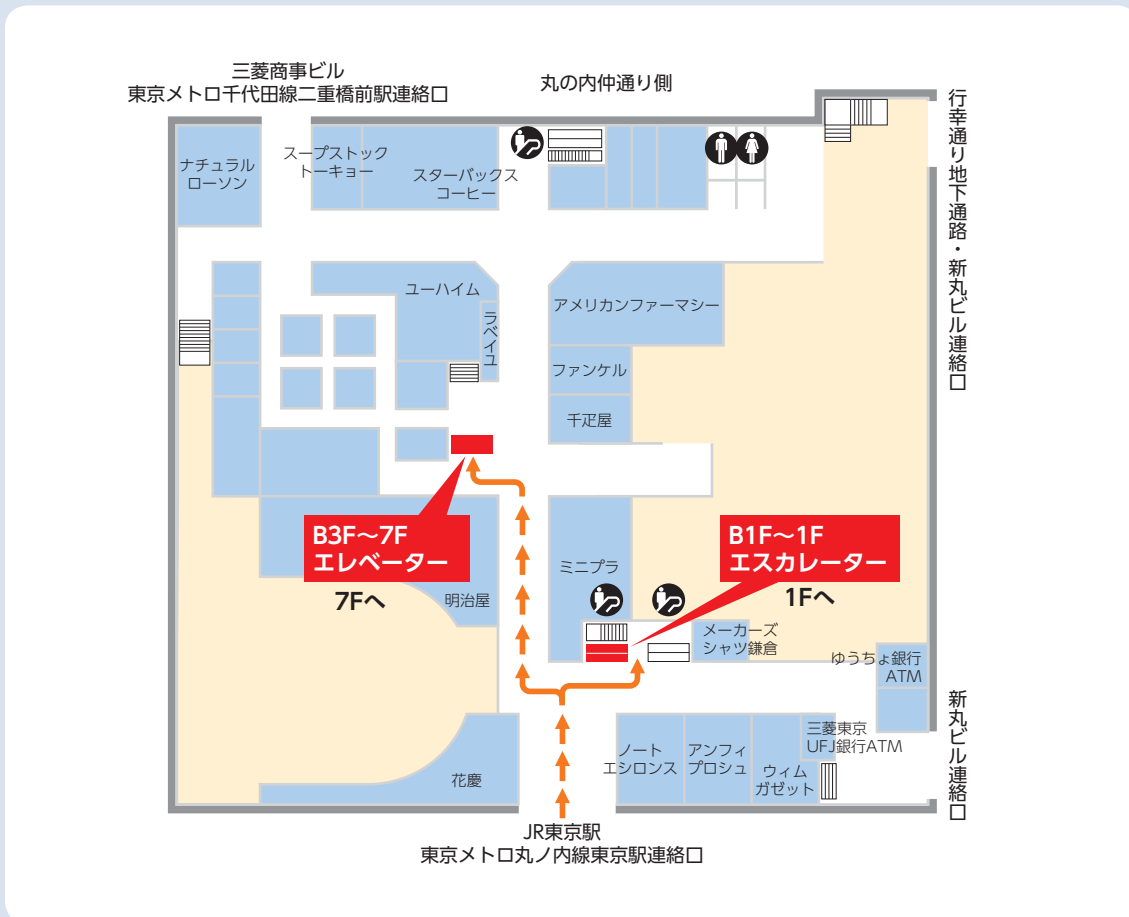 三菱商事ビル
東京メトロ千代田線二重橋前駅連絡口
丸の内仲通り側
行幸通り地下通路・新丸ビル連絡口
ナチュラル
ローソン
スープストック
トーキョー
スターバックス
コーヒー
ユーハイム
ラベイユ
アメリカンファーマシー
ファンケル
千疋屋
B3F〜7F
エレベーター
7Fへ
B1F〜1F
エスカレーター
1Fへ
ミニプラ
明治屋
メーカーズ
シャツ鎌倉
ゆうちょ銀行
ATM
新丸ビル連絡口
三菱東京
UFJ銀行ATM
ノート
エシロンス
アンフィ
プロシュ
ウィム
ガゼット
花慶
JR東京駅
東京メトロ丸ノ内線東京駅連絡口